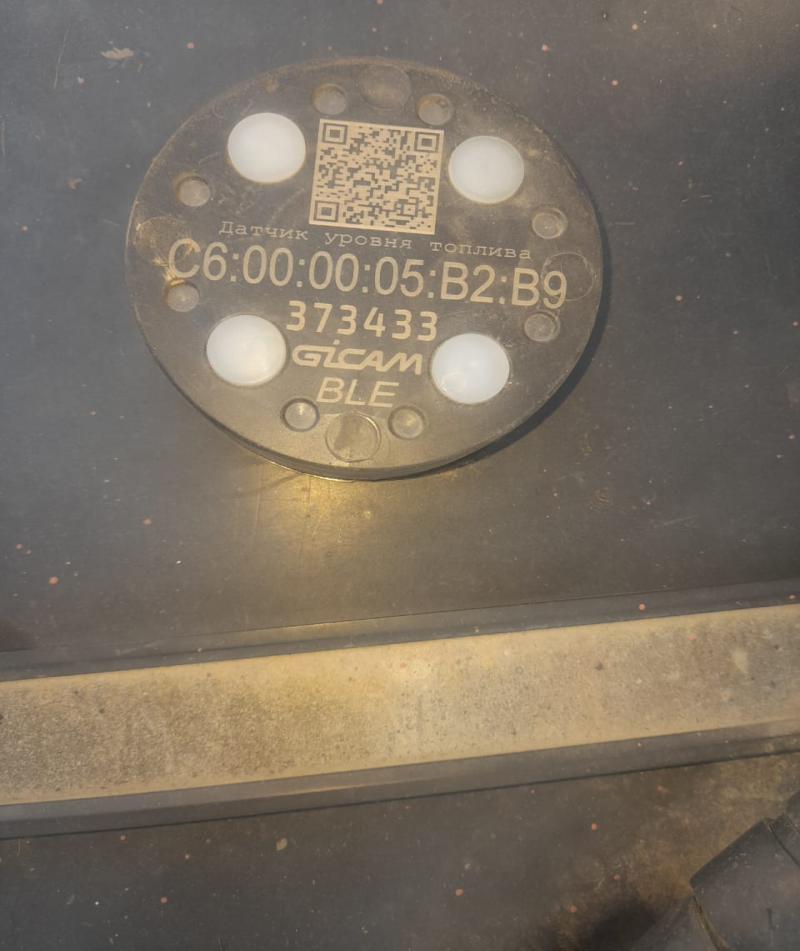 Датчик уровня топлива
C6:00:00:05:B2:B9
373433
GiCAM
BLE